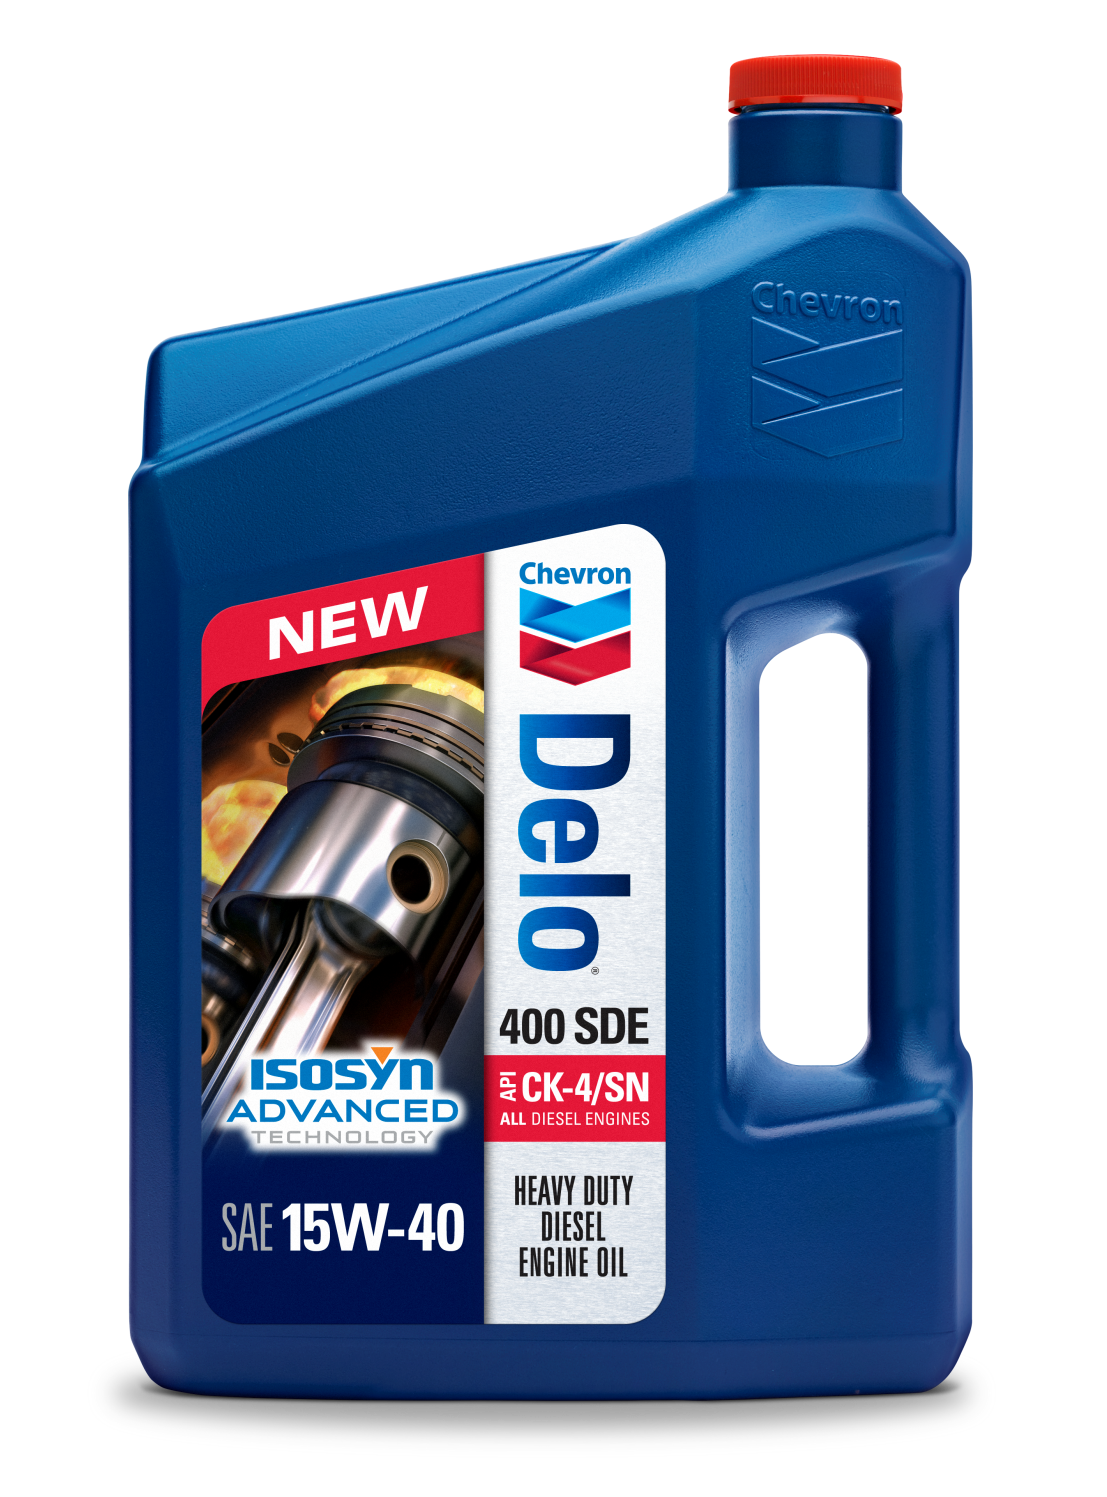 Chevron
NEW
Chevron
Delo®
400 SDE
API CK-4/SN
ALL DIESEL ENGINES
ISOSYN
ADVANCED
TECHNOLOGY
SAE 15W-40
HEAVY DUTY
DIESEL
ENGINE OIL